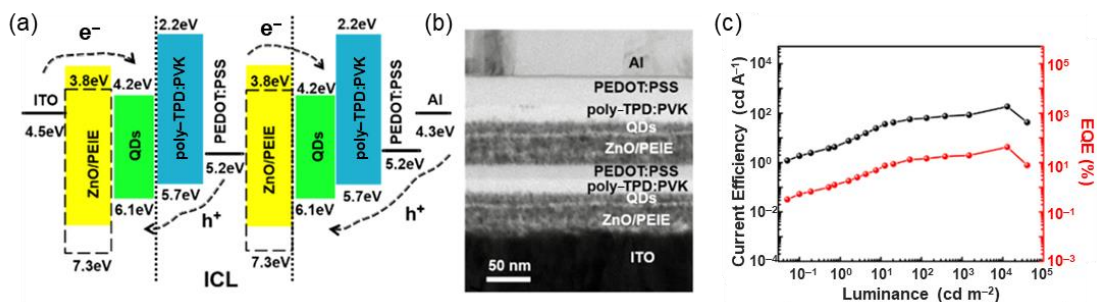 (a)
e⁻
2.2eV
e⁻
2.2eV
3.8eV
4.2eV
3.8eV
4.2eV
ITO
4.5eV
ZnO/PEIE
QDs
poly–TPD:PVK
PEDOT:PSS
5.2eV
ZnO/PEIE
QDs
poly–TPD:PVK
PEDOT:PSS
5.2eV
Al
4.3eV
6.1eV
5.7eV
6.1eV
5.7eV
h⁺
h⁺
7.3eV
7.3eV
ICL
(b)
Al
PEDOT:PSS
poly–TPD:PVK
QDs
ZnO/PEIE
PEDOT:PSS
poly–TPD:PVK
QDs
ZnO/PEIE
ITO
50 nm
(c)
Current Efficiency (cd A⁻¹)
10⁴
10²
10⁰
10⁻²
10⁻⁴
10⁻¹ 10⁰ 10¹ 10² 10³ 10⁴ 10⁵
Luminance (cd m⁻²)
10⁵
10³
10¹
10⁻¹
10⁻³
EQE (%)